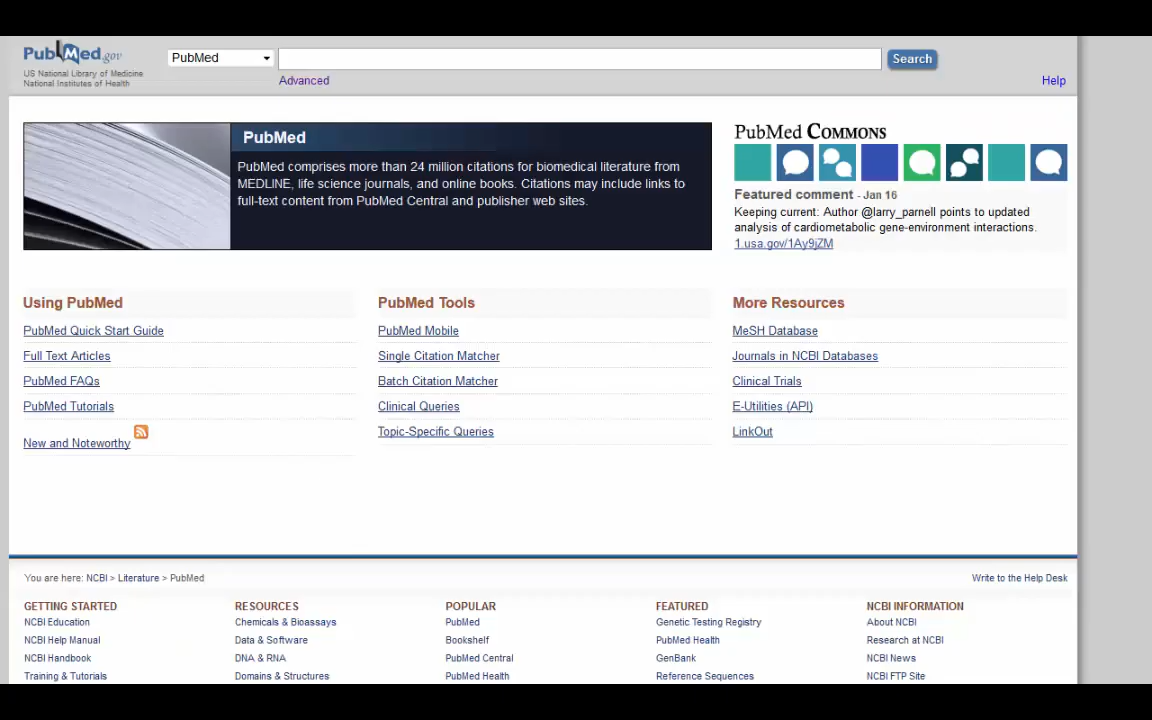 PubMed.gov
US National Library of Medicine
National Institutes of Health
PubMed
Search
Advanced
Help
PubMed
PubMed comprises more than 24 million citations for biomedical literature from
MEDLINE, life science journals, and online books. Citations may include links to
full-text content from PubMed Central and publisher web sites.
PubMed COMMONS
Featured comment - Jan 16
Keeping current: Author @larry_parnell points to updated
analysis of cardiometabolic gene-environment interactions.
1.usa.gov/1Ay9jZM
Using PubMed
PubMed Quick Start Guide
Full Text Articles
PubMed FAQs
PubMed Tutorials
New and Noteworthy
PubMed Tools
PubMed Mobile
Single Citation Matcher
Batch Citation Matcher
Clinical Queries
Topic-Specific Queries
More Resources
MeSH Database
Journals in NCBI Databases
Clinical Trials
E-Utilities (API)
LinkOut
You are here: NCBI > Literature > PubMed
Write to the Help Desk
GETTING STARTED
NCBI Education
NCBI Help Manual
NCBI Handbook
Training & Tutorials
RESOURCES
Chemicals & Bioassays
Data & Software
DNA & RNA
Domains & Structures
POPULAR
PubMed
Bookshelf
PubMed Central
PubMed Health
FEATURED
Genetic Testing Registry
PubMed Health
GenBank
Reference Sequences
NCBI INFORMATION
About NCBI
Research at NCBI
NCBI News
NCBI FTP Site